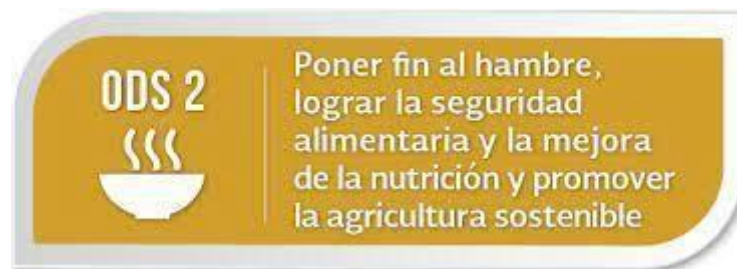 ODS 2
Poner fin al hambre,
lograr la seguridad
alimentaria y la mejora
de la nutrición y promover
la agricultura sostenible